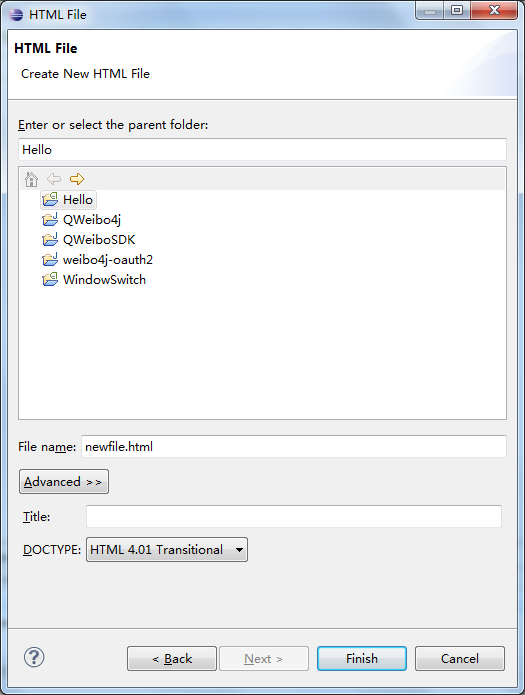 HTML File
HTML File
Create New HTML File
Enter or select the parent folder:
Hello
Hello
QWeibo4j
QWeiboSDK
weibo4j-oauth2
WindowSwitch
File name: newfile.html
Advanced >>
Title:
DOCTYPE: HTML 4.01 Transitional
? < Back Next > Finish Cancel